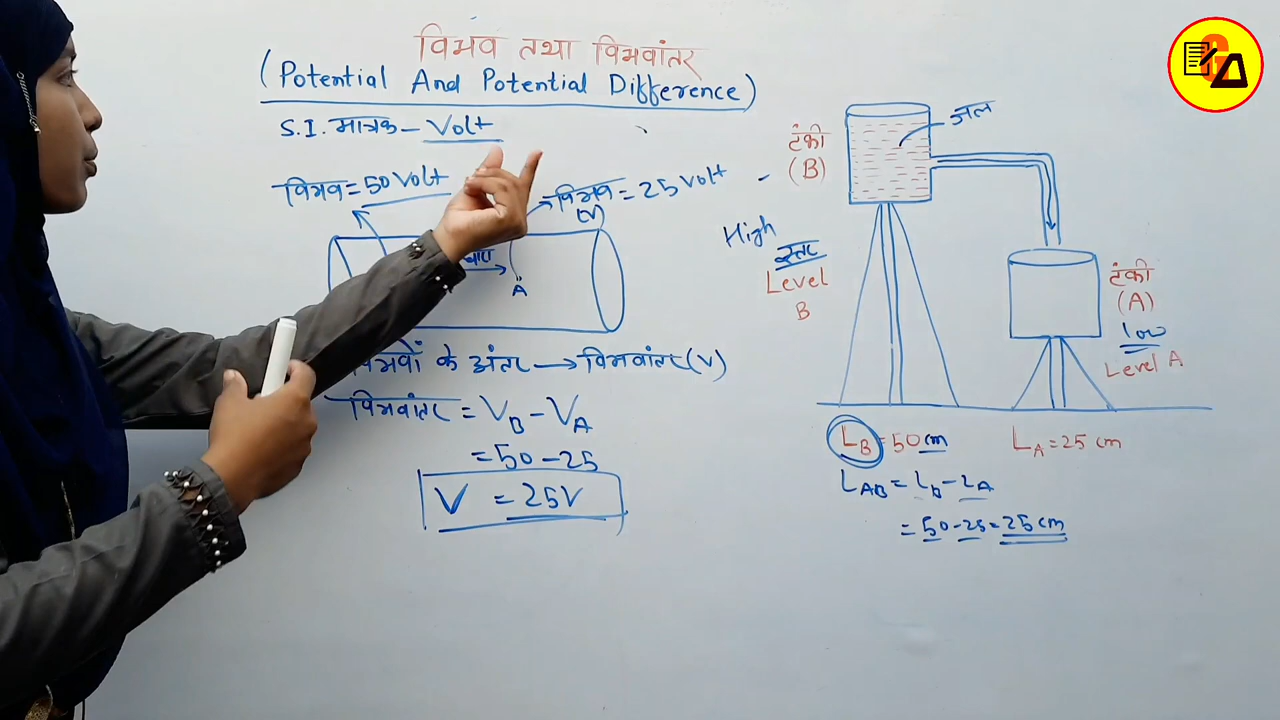 विभव तथा विभवांतर
(Potential And Potential Difference)
S.I. मात्रक – Volt
विभव = 50 Volt
विभव = 25 Volt
(V)
A
विभवों के अंतर → विभवांतर (V)
विभवांतर = V_B - V_A
= 50 - 25
V = 25V
जल
टंकी
(B)
High
स्तर
Level
B
टंकी
(A)
low
Level A
L_B = 50 cm
L_A = 25 cm
L_AB = L_b - L_A
= 50 - 25 = 25 cm